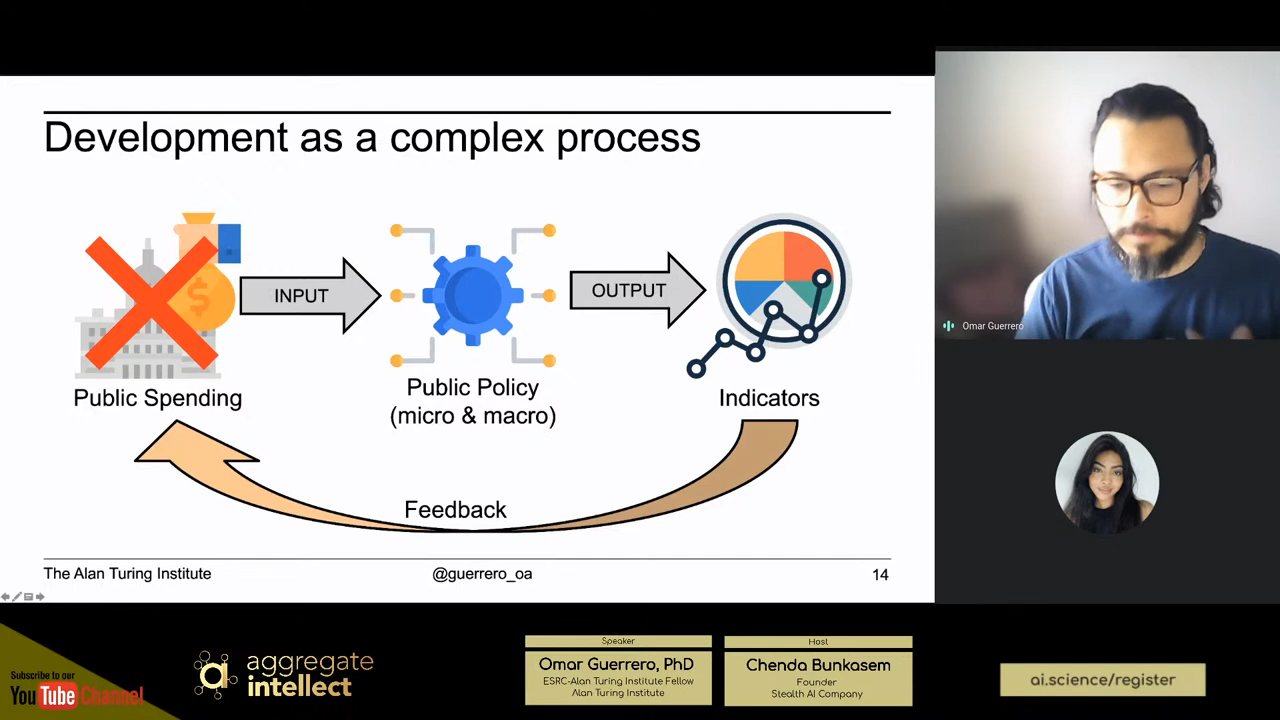 Development as a complex process
INPUT
OUTPUT
$
Public Spending
Public Policy
(micro & macro)
Indicators
Feedback
The Alan Turing Institute
@guerrero_oa
14
Omar Guerrero
Subscribe to our
YouTube Channel
a
aggregate
intellect
Speaker
Omar Guerrero, PhD
ESRC-Alan Turing Institute Fellow
Alan Turing Institute
Host
Chenda Bunkasem
Founder
Stealth AI Company
ai.science/register